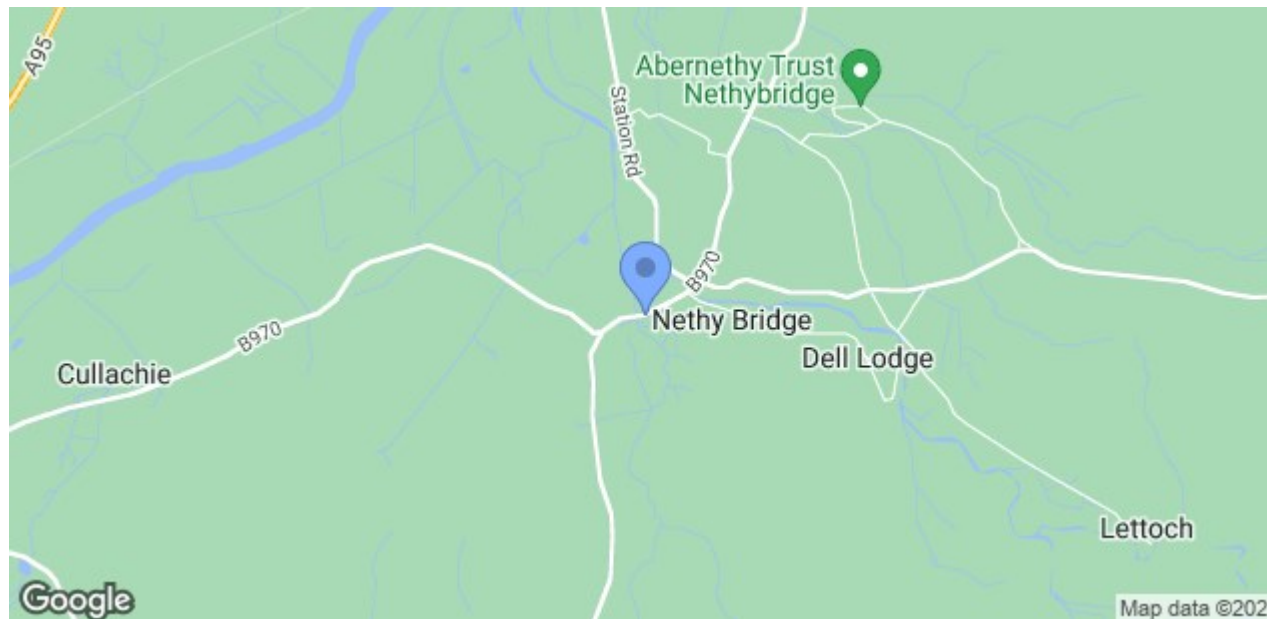 A95
Abernethy Trust
Nethybridge
Station Rd
B970
Nethy Bridge
B970
Dell Lodge
Cullachie
Lettoch
Google
Map data ©202